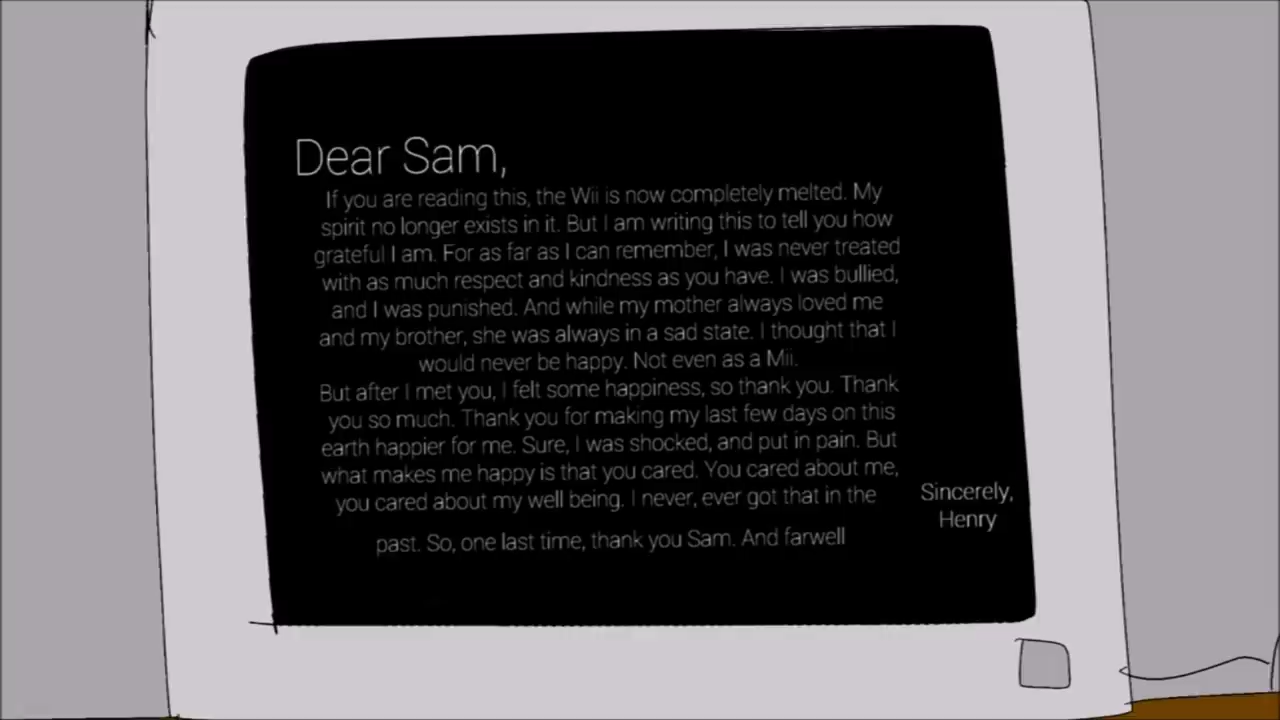 Dear Sam,
If you are reading this, the Wii is now completely melted. My
spirit no longer exists in it. But I am writing this to tell you how
grateful I am. For as far as I can remember, I was never treated
with as much respect and kindness as you have. I was bullied,
and I was punished. And while my mother always loved me
and my brother, she was always in a sad state. I thought that I
would never be happy. Not even as a Mii.
But after I met you, I felt some happiness, so thank you. Thank
you so much. Thank you for making my last few days on this
earth happier for me. Sure, I was shocked, and put in pain. But
what makes me happy is that you cared. You cared about me,
you cared about my well being. I never, ever got that in the
past. So, one last time, thank you Sam. And farwell
Sincerely,
Henry